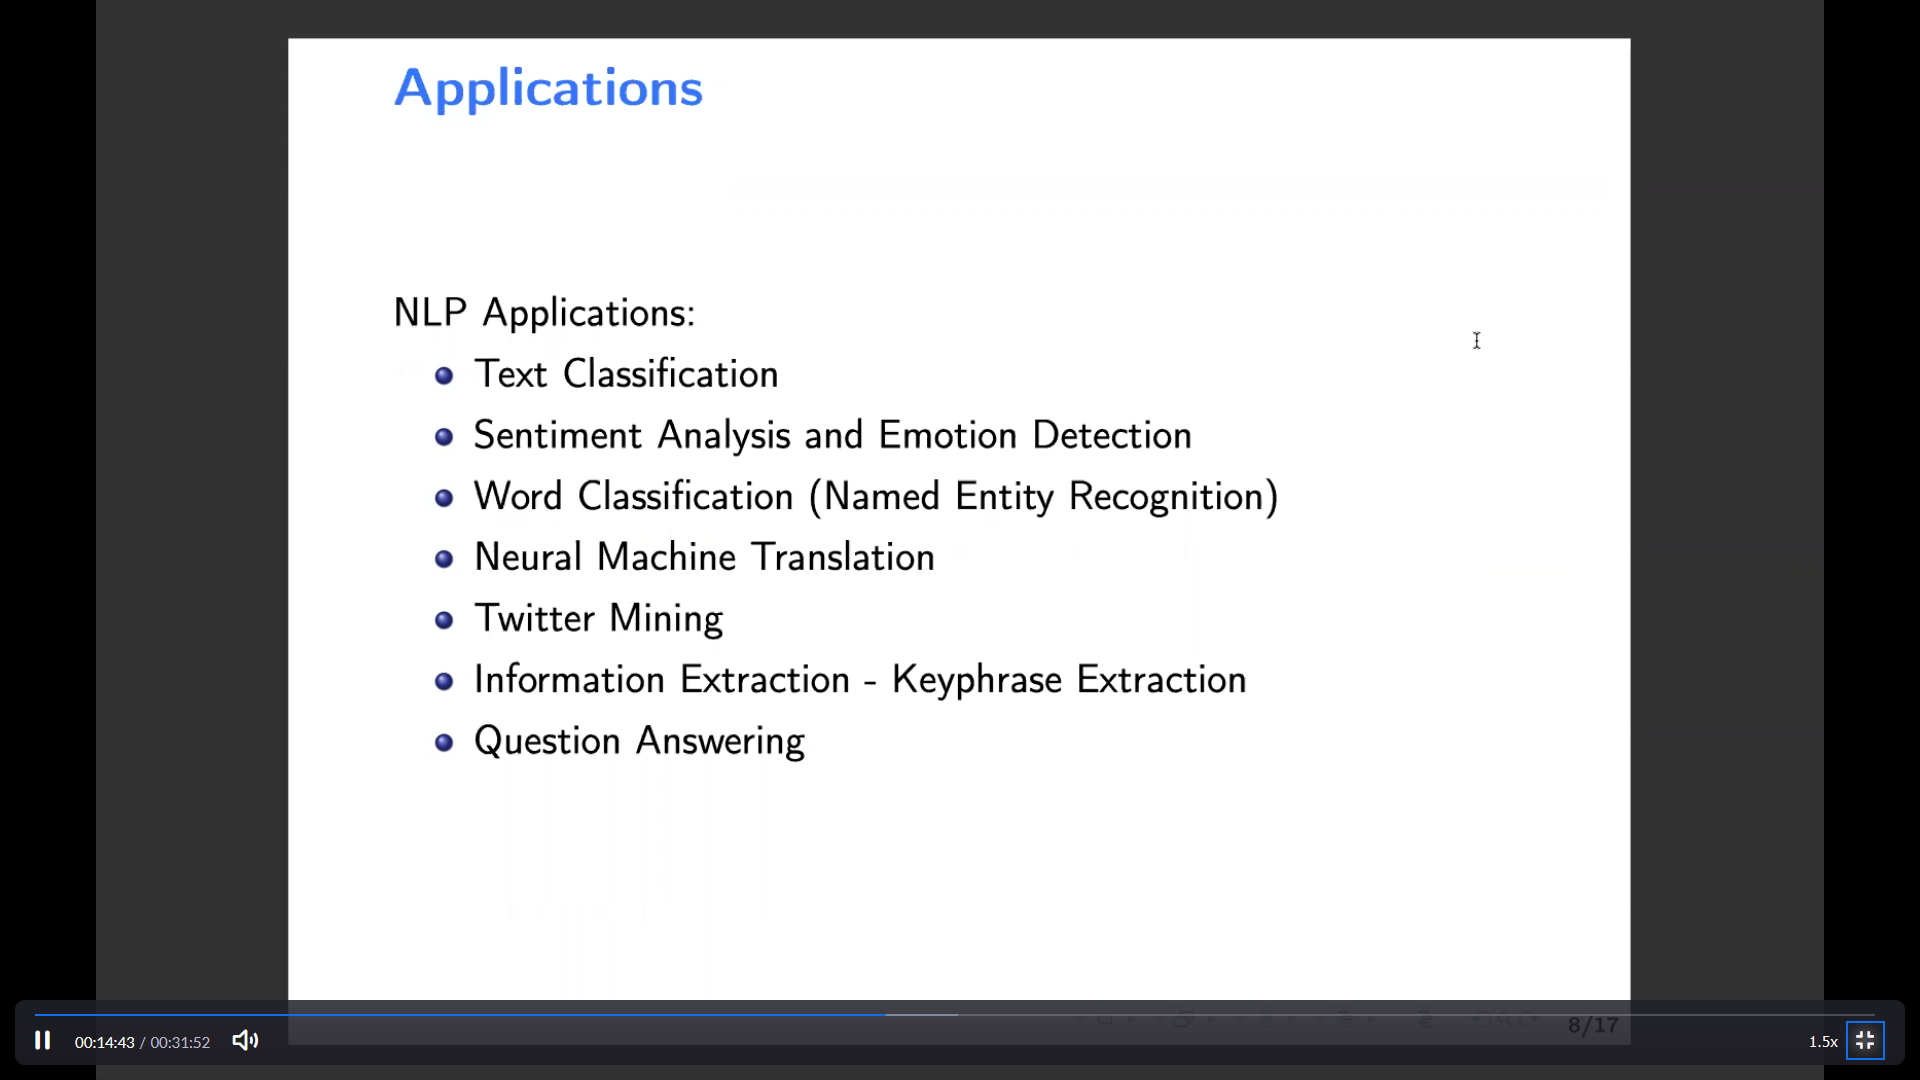 Applications
NLP Applications:
Text Classification
Sentiment Analysis and Emotion Detection
Word Classification (Named Entity Recognition)
Neural Machine Translation
Twitter Mining
Information Extraction - Keyphrase Extraction
Question Answering
8/17
00:14:43 / 00:31:52
1.5x